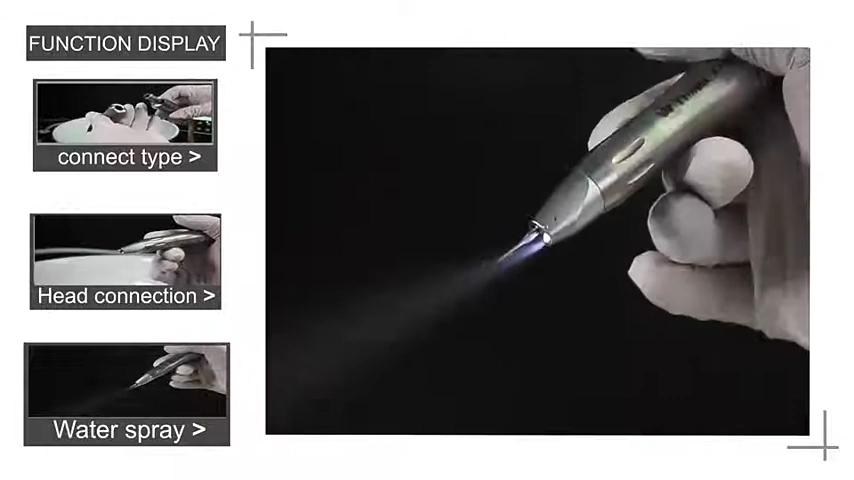 FUNCTION DISPLAY
connect type >
Head connection >
Water spray >